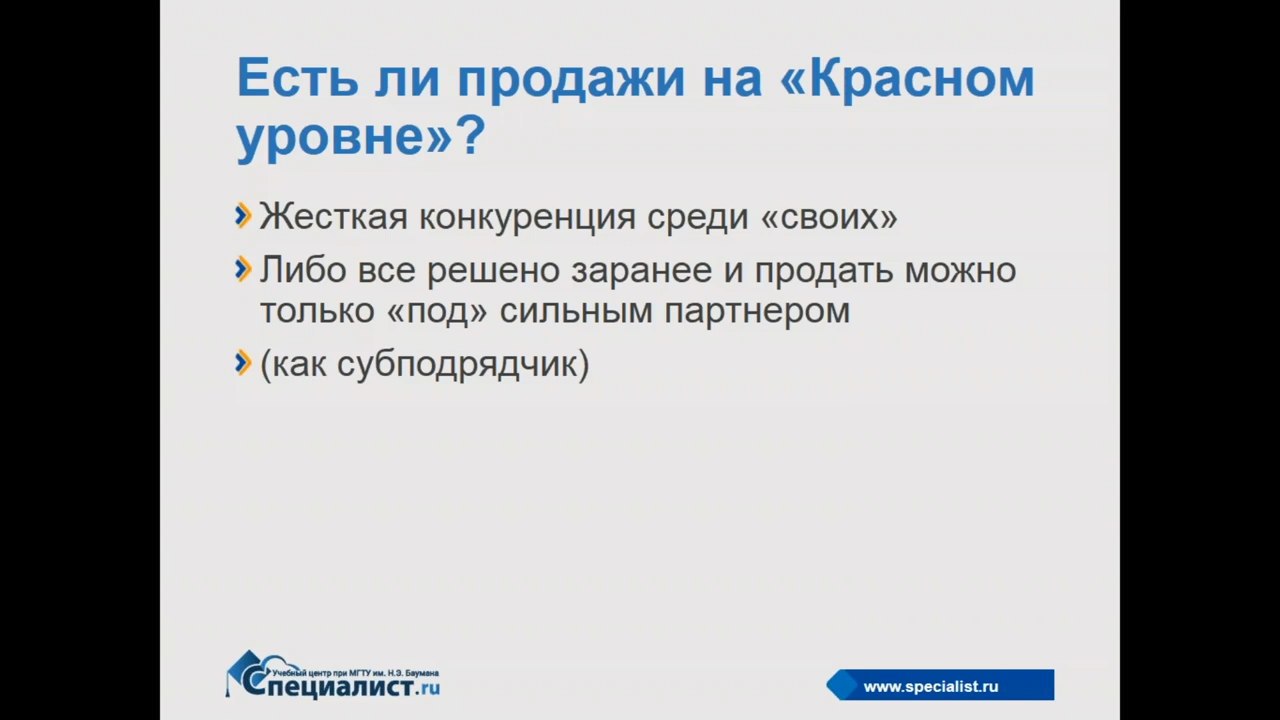 Есть ли продажи на «Красном
уровне»?
Жесткая конкуренция среди «своих»
Либо все решено заранее и продать можно
только «под» сильным партнером
(как субподрядчик)
Учебный центр при МГТУ им. Н.Э. Баумана
Специалист.ru
www.specialist.ru